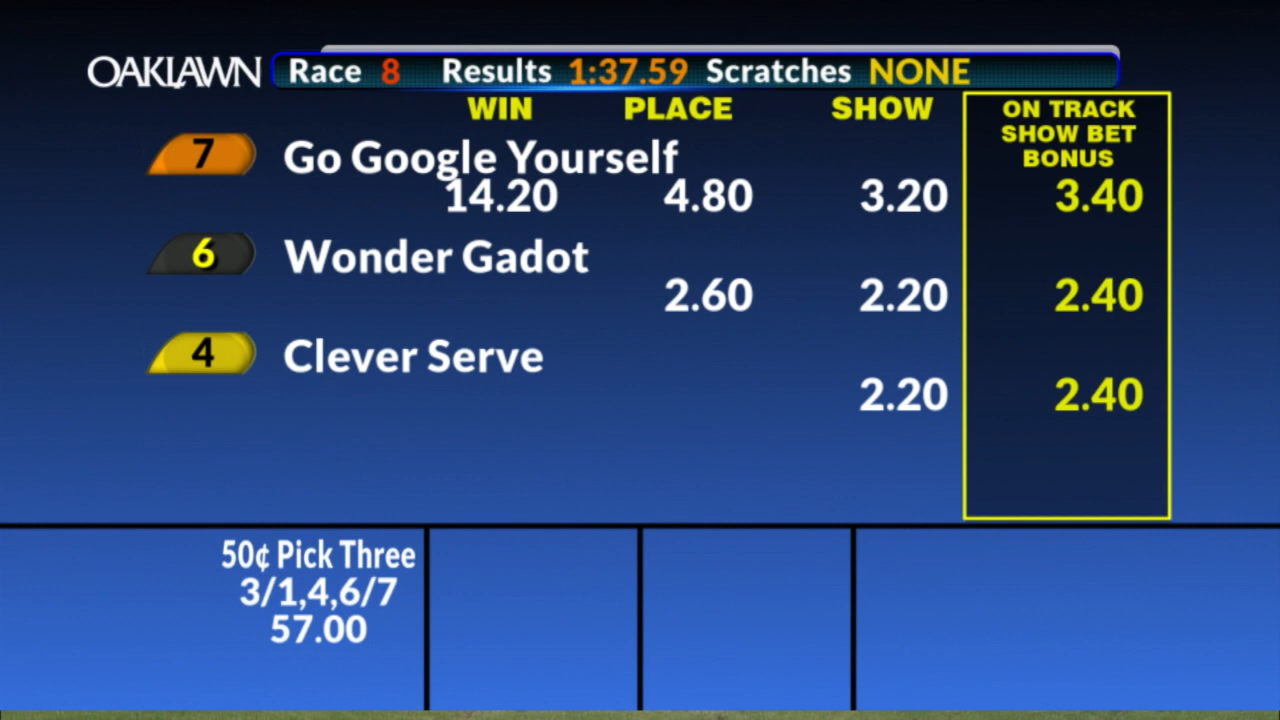 OAKLAWN Race 8 Results 1:37.59 Scratches NONE
WIN PLACE SHOW ON TRACK
SHOW BET
BONUS
7 Go Google Yourself
14.20 4.80 3.20 3.40
6 Wonder Gadot
2.60 2.20 2.40
4 Clever Serve
2.20 2.40
50¢ Pick Three
3/1,4,6/7
57.00